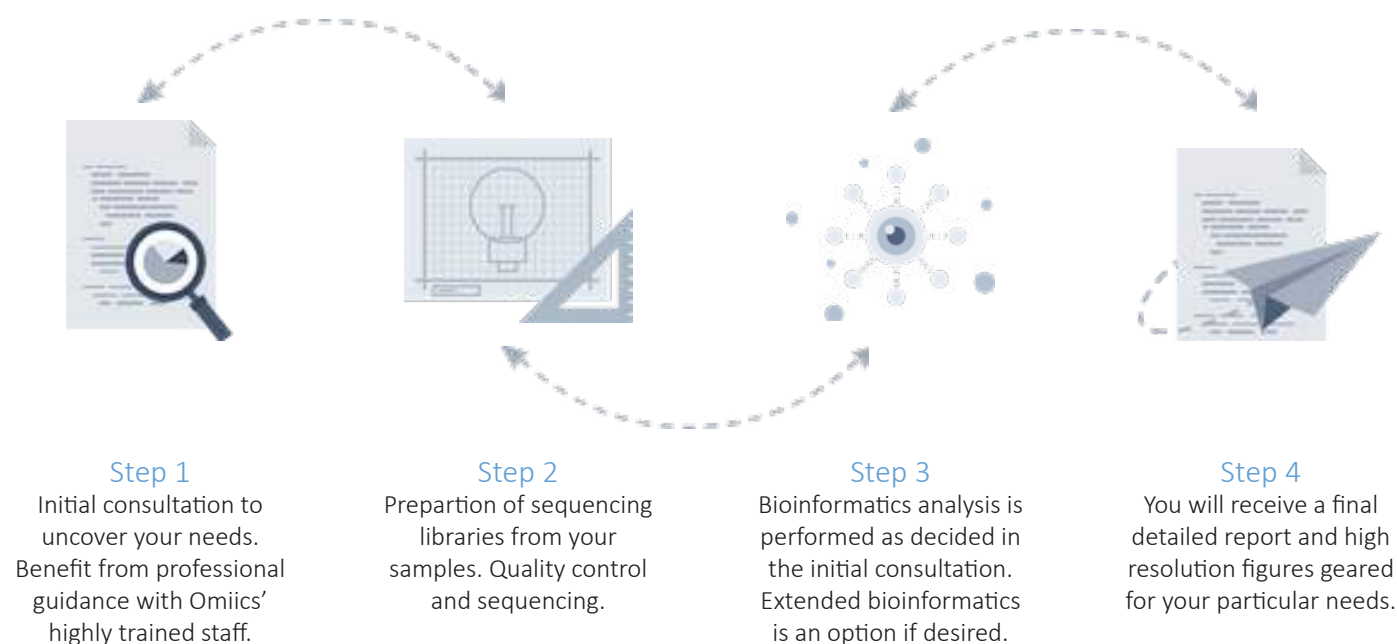 Step 1
Initial consultation to
uncover your needs.
Benefit from professional
guidance with Omiics’
highly trained staff.
Step 2
Prepartion of sequencing
libraries from your
samples. Quality control
and sequencing.
Step 3
Bioinformatics analysis is
performed as decided in
the initial consultation.
Extended bioinformatics
is an option if desired.
Step 4
You will receive a final
detailed report and high
resolution figures geared
for your particular needs.